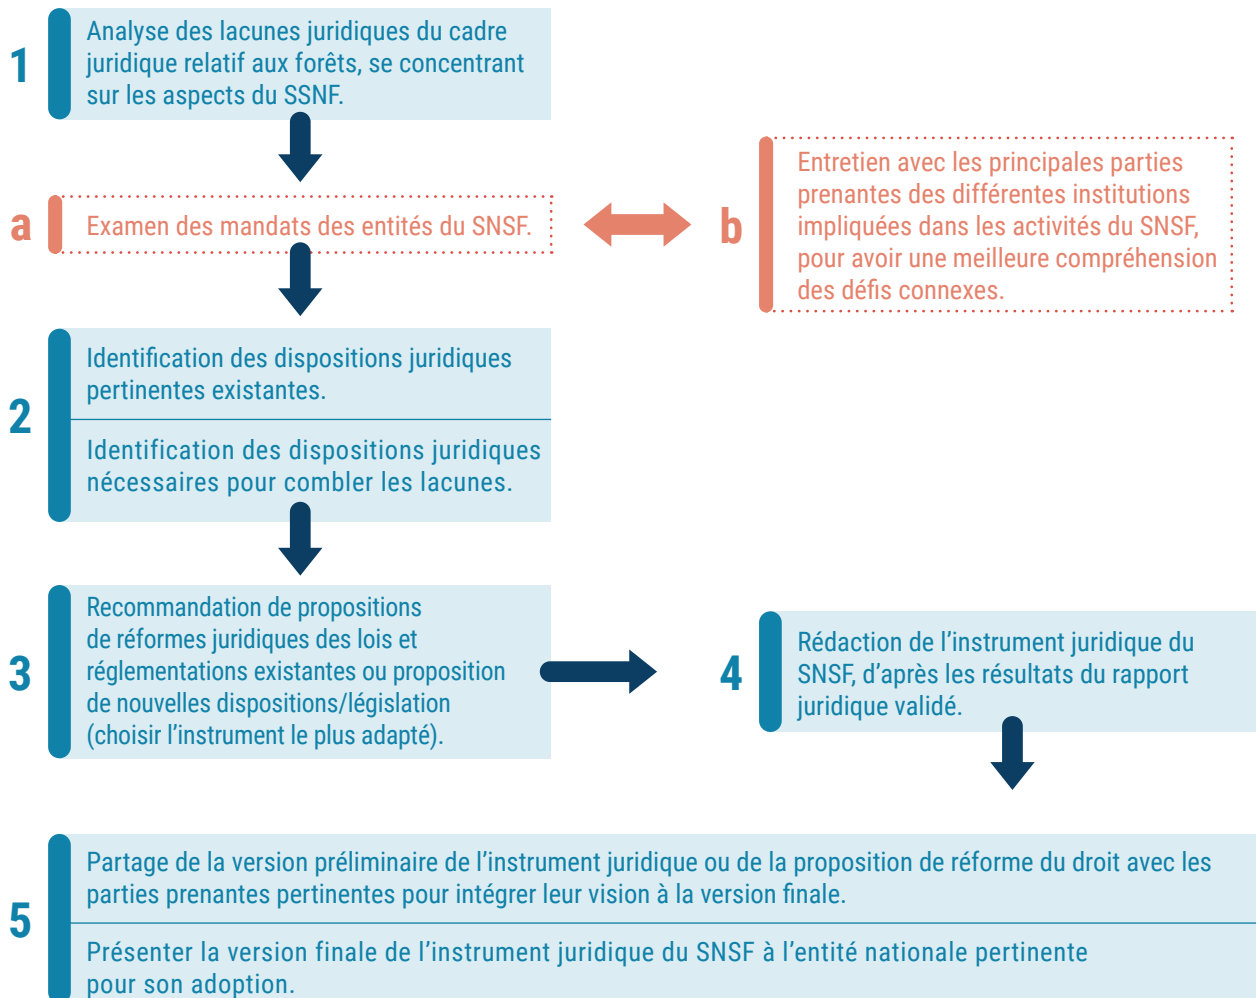 1
Analyse des lacunes juridiques du cadre
juridique relatif aux forêts, se concentrant
sur les aspects du SSNF.
a
Examen des mandats des entités du SNSF.
b
Entretien avec les principales parties
prenantes des différentes institutions
impliquées dans les activités du SNSF,
pour avoir une meilleure compréhension
des défis connexes.
2
Identification des dispositions juridiques
pertinentes existantes.
Identification des dispositions juridiques
nécessaires pour combler les lacunes.
3
Recommandation de propositions
de réformes juridiques des lois et
réglementations existantes ou proposition
de nouvelles dispositions/législation
(choisir l’instrument le plus adapté).
4
Rédaction de l’instrument juridique du
SNSF, d’après les résultats du rapport
juridique validé.
5
Partage de la version préliminaire de l’instrument juridique ou de la proposition de réforme du droit avec les
parties prenantes pertinentes pour intégrer leur vision à la version finale.
Présenter la version finale de l’instrument juridique du SNSF à l’entité nationale pertinente
pour son adoption.